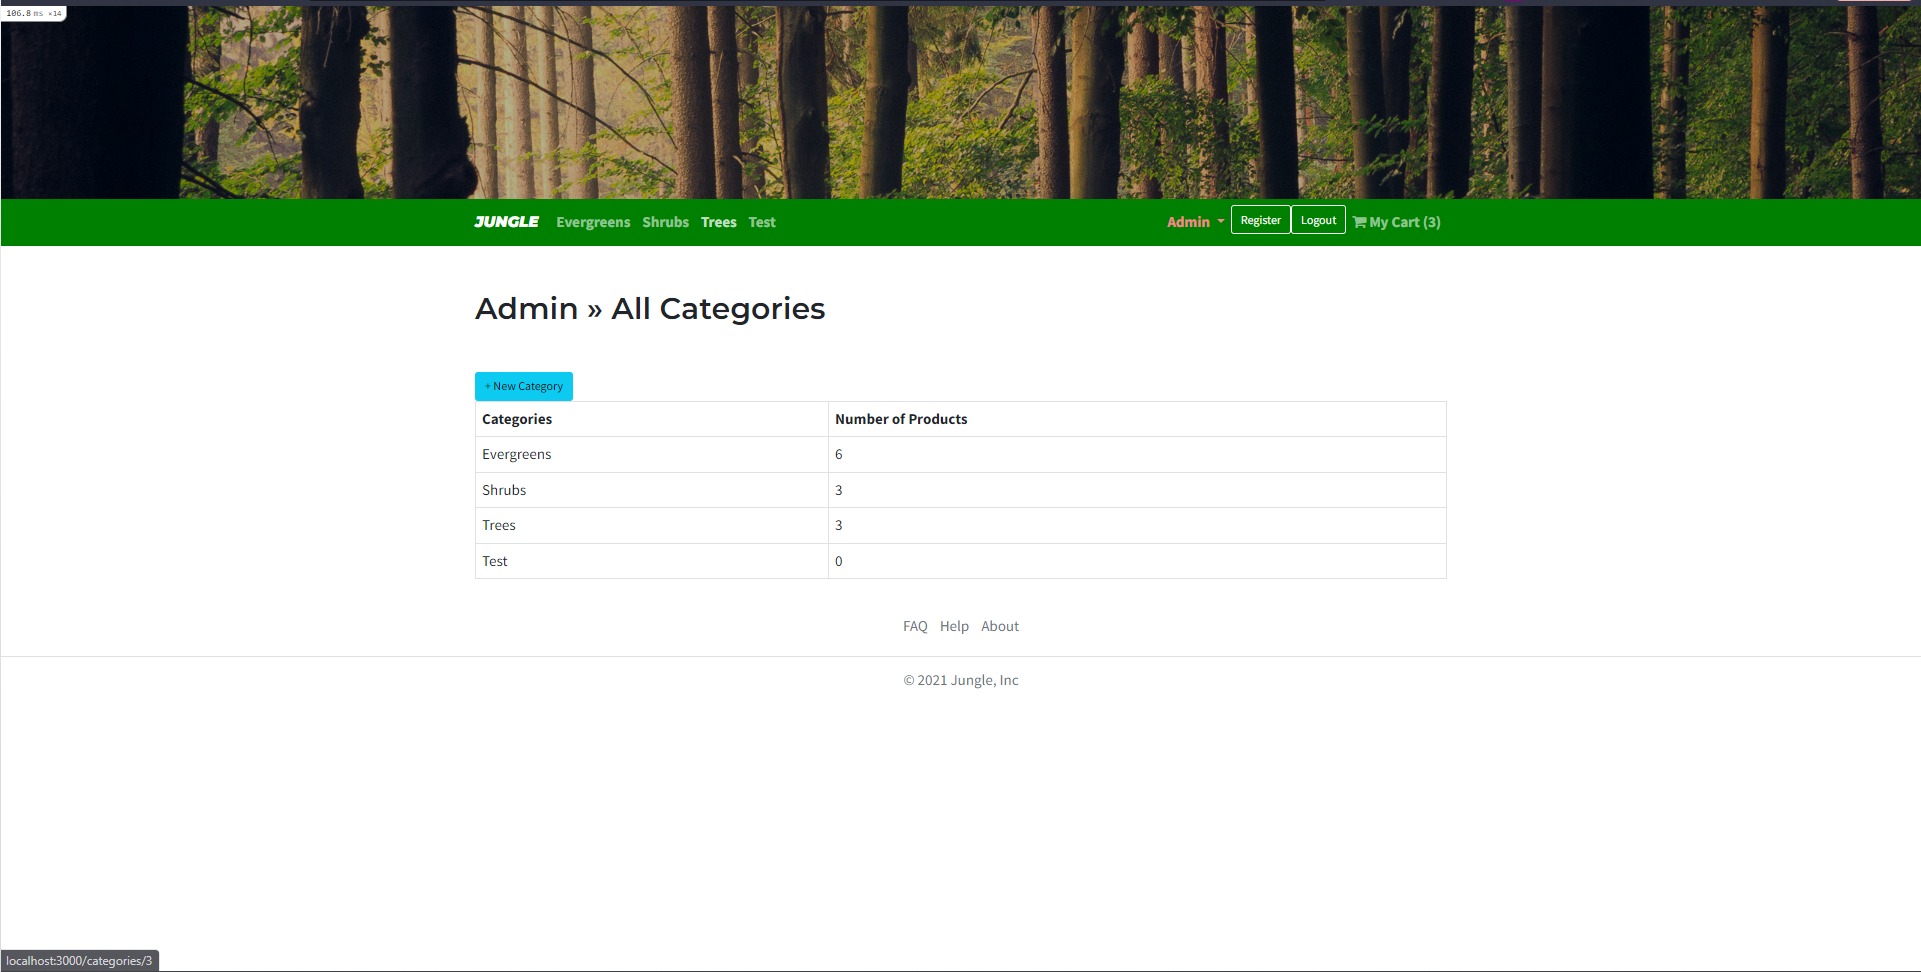 106.8 ms ×14
JUNGLE Evergreens Shrubs Trees Test Admin Register Logout My Cart (3)
Admin » All Categories
+ New Category
Categories Number of Products
Evergreens 6
Shrubs 3
Trees 3
Test 0
FAQ Help About
© 2021 Jungle, Inc
localhost:3000/categories/3